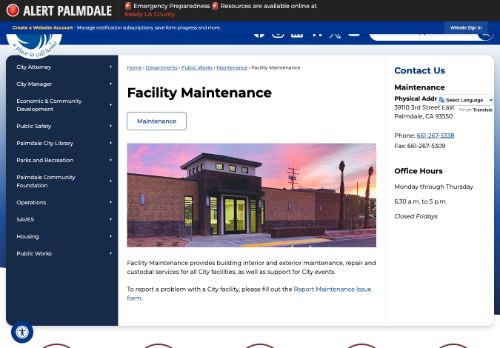 ALERT PALMDALE
🚨 Emergency Preparedness 🚨 Resources are available online at
Ready LA County.
Create a Website Account - Manage notification subscriptions, save form progress and more.
Website Sign In
a place to call home
City Attorney
City Manager
Economic & Community
Development
Public Safety
Palmdale City Library
Parks and Recreation
Palmdale Community
Foundation
Operations
SAVES
Housing
Public Works
Home › Departments › Public Works › Maintenance › Facility Maintenance
Facility Maintenance
Maintenance
Facility Maintenance provides building interior and exterior maintenance, repair and
custodial services for all City facilities, as well as support for City events.
To report a problem with a City facility, please fill out the Report Maintenance Issue
form.
Contact Us
Maintenance
Physical Addr
Select Language
39110 3rd Street East
Google Translate
Palmdale, CA 93550
Phone: 661-267-5338
Fax: 661-267-5309
Office Hours
Monday through Thursday
6:30 a.m. to 5 p.m.
Closed Fridays